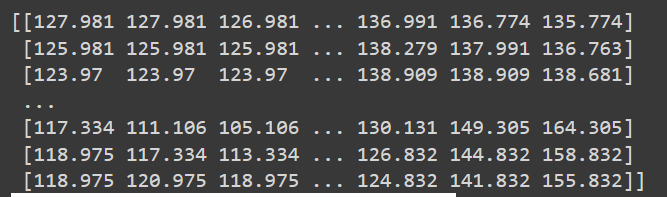 [[127.981 127.981 126.981 ... 136.991 136.774 135.774]
[125.981 125.981 125.981 ... 138.279 137.991 136.763]
[123.97  123.97  123.97  ... 138.909 138.909 138.681]
...
[117.334 111.106 105.106 ... 130.131 149.305 164.305]
[118.975 117.334 113.334 ... 126.832 144.832 158.832]
[118.975 120.975 118.975 ... 124.832 141.832 155.832]]